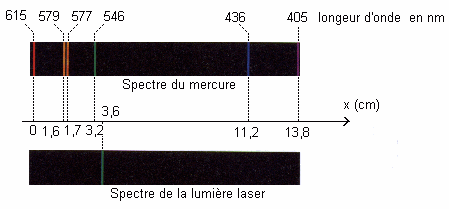 615 579 577 546 436 405 longeur d'onde en nm
Spectre du mercure
x (cm)
3,6
0 1,6 1,7 3,2 11,2 13,8
Spectre de la lumière laser